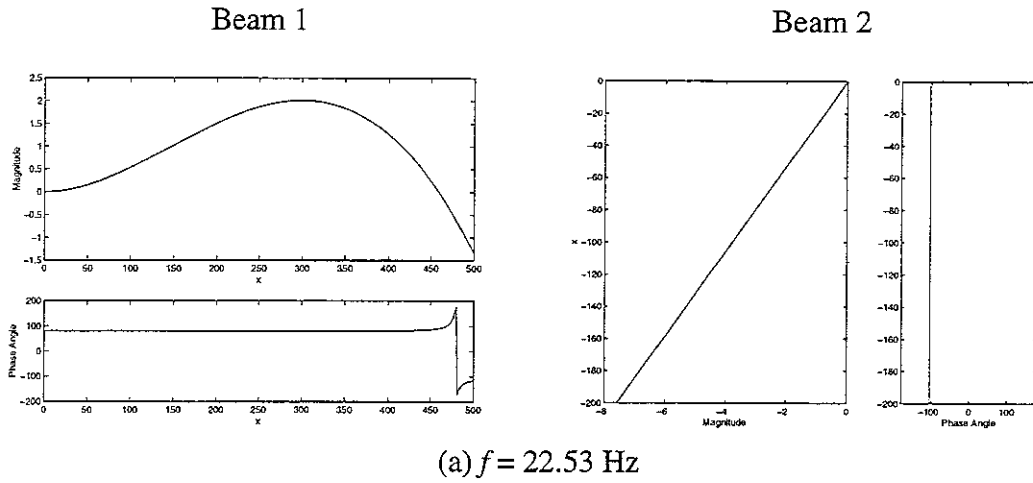 Beam 1
Beam 2
2.5
2
1.5
1
0.5
0
−0.5
−1
−1.5
Magnitude
0 50 100 150 200 250 300 350 400 450 500
x
200
100
0
−100
−200
Phase Angle
0 50 100 150 200 250 300 350 400 450 500
x
0
−20
−40
−60
−80
−100
−120
−140
−160
−180
−200
x
−8 −6 −4 −2 0
Magnitude
0
−20
−40
−60
−80
−100
−120
−140
−160
−180
−200
−100 0 100
Phase Angle
(a) f = 22.53 Hz